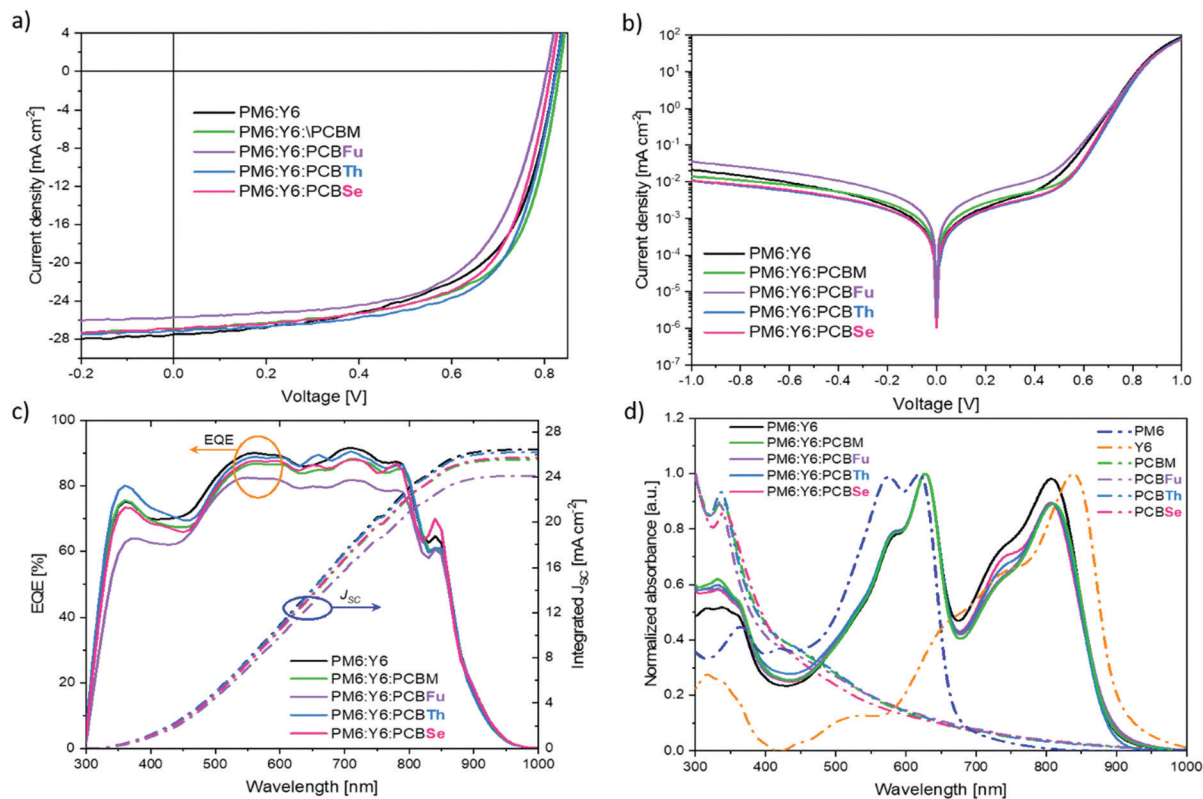 a)
4
0
-4
-8
-12
-16
-20
-24
-28
Current density [mA cm⁻²]
PM6:Y6
PM6:Y6:\PCBM
PM6:Y6:PCBFu
PM6:Y6:PCBTh
PM6:Y6:PCBSe
-0.2 0.0 0.2 0.4 0.6 0.8
Voltage [V]
b)
10²
10¹
10⁰
10⁻¹
10⁻²
10⁻³
10⁻⁴
10⁻⁵
10⁻⁶
10⁻⁷
Current density [mA cm⁻²]
PM6:Y6
PM6:Y6:PCBM
PM6:Y6:PCBFu
PM6:Y6:PCBTh
PM6:Y6:PCBSe
-1.0 -0.8 -0.6 -0.4 -0.2 0.0 0.2 0.4 0.6 0.8 1.0
Voltage [V]
c)
100
80
60
40
20
0
EQE [%]
EQE
J_SC
28
24
20
16
12
8
4
0
Integrated J_SC [mA cm⁻²]
PM6:Y6
PM6:Y6:PCBM
PM6:Y6:PCBFu
PM6:Y6:PCBTh
PM6:Y6:PCBSe
300 400 500 600 700 800 900 1000
Wavelength [nm]
d)
1.2
1.0
0.8
0.6
0.4
0.2
0.0
Normalized absorbance [a.u.]
PM6:Y6
PM6:Y6:PCBM
PM6:Y6:PCBFu
PM6:Y6:PCBTh
PM6:Y6:PCBSe
PM6
Y6
PCBM
PCBFu
PCBTh
PCBSe
300 400 500 600 700 800 900 1000
Wavelength [nm]